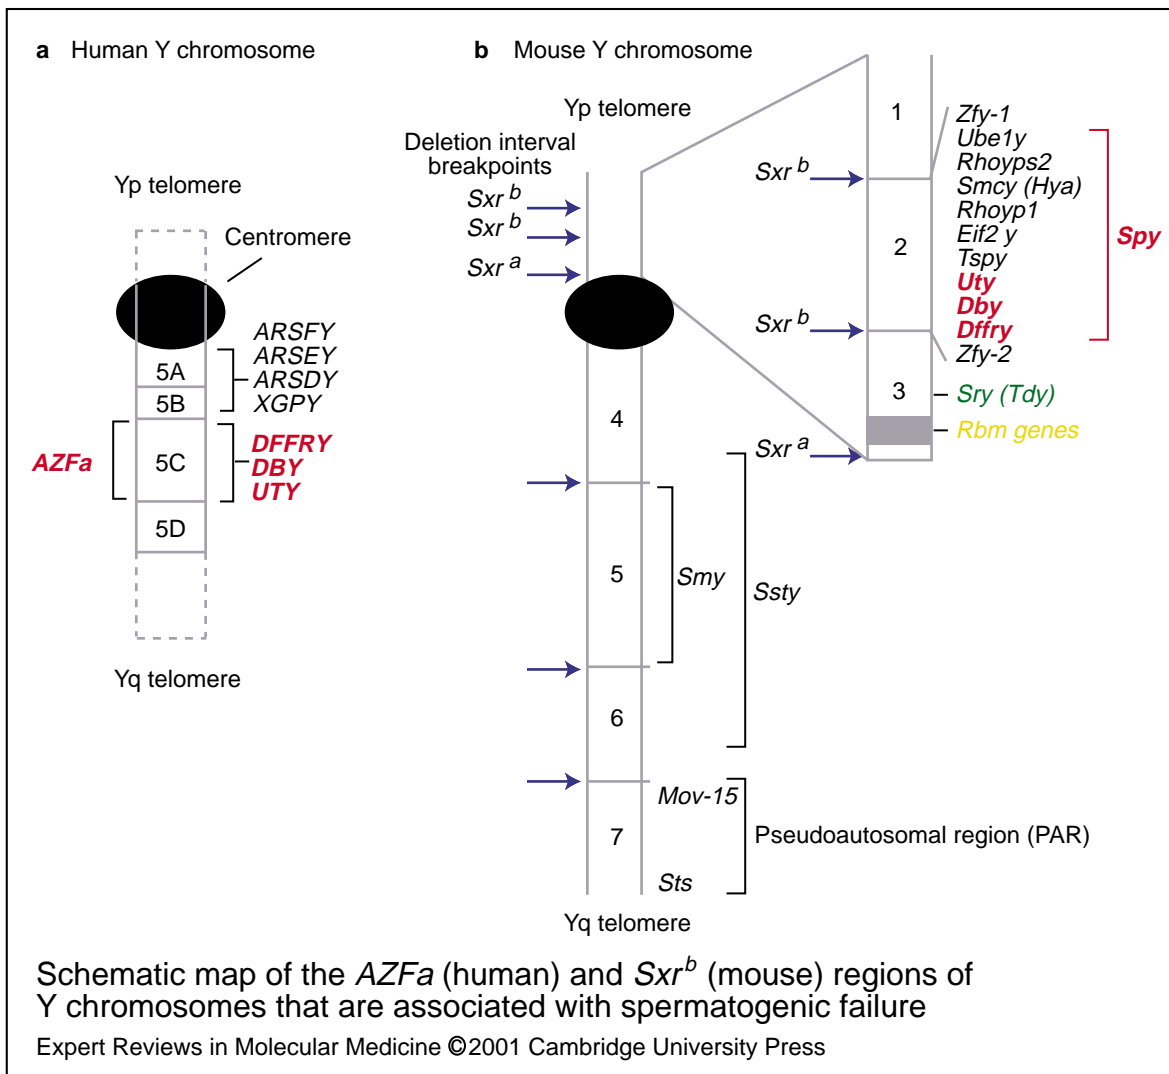 a Human Y chromosome
Yp telomere
Centromere
5A
5B
5C
5D
ARSFY
ARSEY
ARSDY
XGPY
AZFa
DFFRY
DBY
UTY
Yq telomere
b Mouse Y chromosome
Yp telomere
Deletion interval
breakpoints
Sxr b
Sxr b
Sxr a
4
5
6
7
Smy
Ssty
Mov-15
Sts
Pseudoautosomal region (PAR)
Yq telomere
1
2
3
Sxr b
Sxr b
Sxr a
Zfy-1
Ube1y
Rhoyps2
Smcy (Hya)
Rhoyp1
Eif2 y
Tspy
Uty
Dby
Dffry
Zfy-2
Spy
Sry (Tdy)
Rbm genes
Schematic map of the AZFa (human) and Sxr b (mouse) regions of
Y chromosomes that are associated with spermatogenic failure
Expert Reviews in Molecular Medicine ©2001 Cambridge University Press